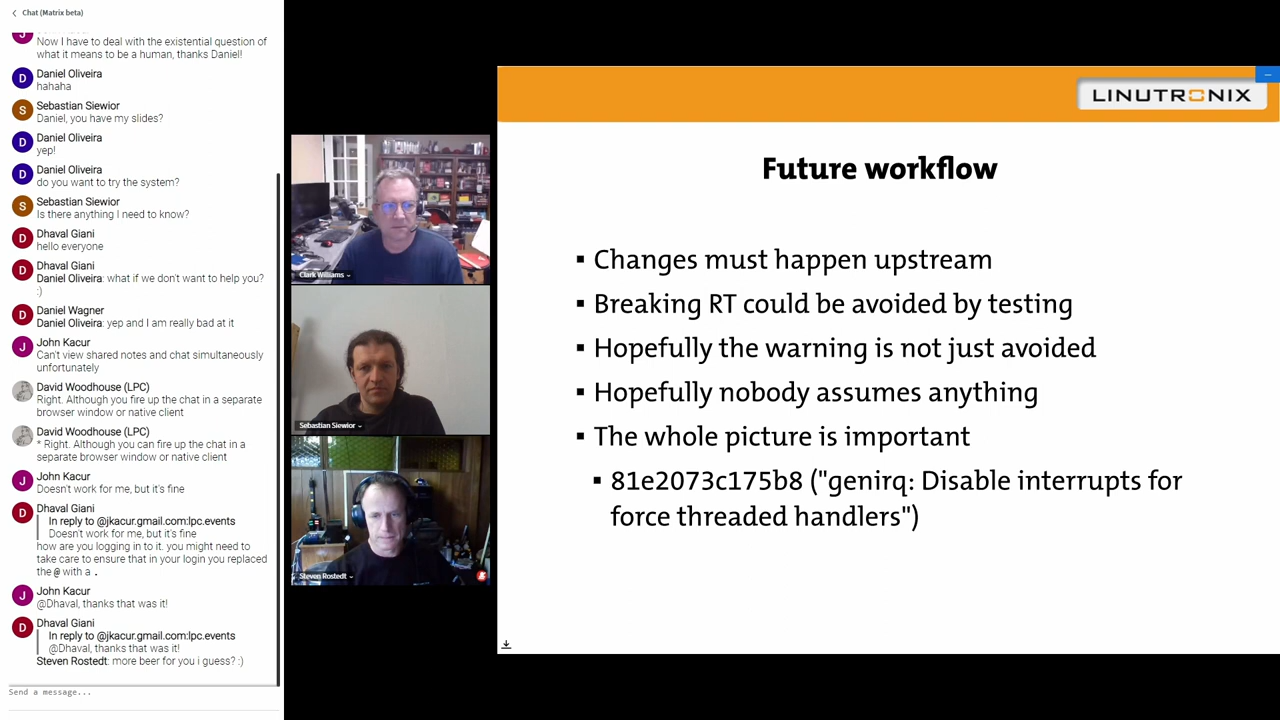 Chat (Matrix beta)
J
Now I have to deal with the existential question of
what it means to be a human, thanks Daniel!
D
Daniel Oliveira
hahaha
S
Sebastian Siewior
Daniel, you have my slides?
D
Daniel Oliveira
yep!
D
Daniel Oliveira
do you want to try the system?
S
Sebastian Siewior
Is there anything I need to know?
D
Dhaval Giani
hello everyone
D
Dhaval Giani
Daniel Oliveira: what if we don't want to help you?
:)
D
Daniel Wagner
Daniel Oliveira: yep and I am really bad at it
J
John Kacur
Can't view shared notes and chat simultaneously
unfortunately
David Woodhouse (LPC)
Right. Although you fire up the chat in a separate
browser window or native client
David Woodhouse (LPC)
* Right. Although you can fire up the chat in a
separate browser window or native client
J
John Kacur
Doesn't work for me, but it's fine
D
Dhaval Giani
In reply to @jkacur.gmail.com:lpc.events
Doesn't work for me, but it's fine
how are you logging in to it. you might need to
take care to ensure that in your login you replaced
the @ with a .
J
John Kacur
@Dhaval, thanks that was it!
D
Dhaval Giani
In reply to @jkacur.gmail.com:lpc.events
@Dhaval, thanks that was it!
Steven Rostedt: more beer for you i guess? :)
Send a message...
Clark Williams
Sebastian Siewior
Steven Rostedt
LINUTRONIX
Future workflow
▪ Changes must happen upstream
▪ Breaking RT could be avoided by testing
▪ Hopefully the warning is not just avoided
▪ Hopefully nobody assumes anything
▪ The whole picture is important
▪ 81e2073c175b8 ("genirq: Disable interrupts for
force threaded handlers")